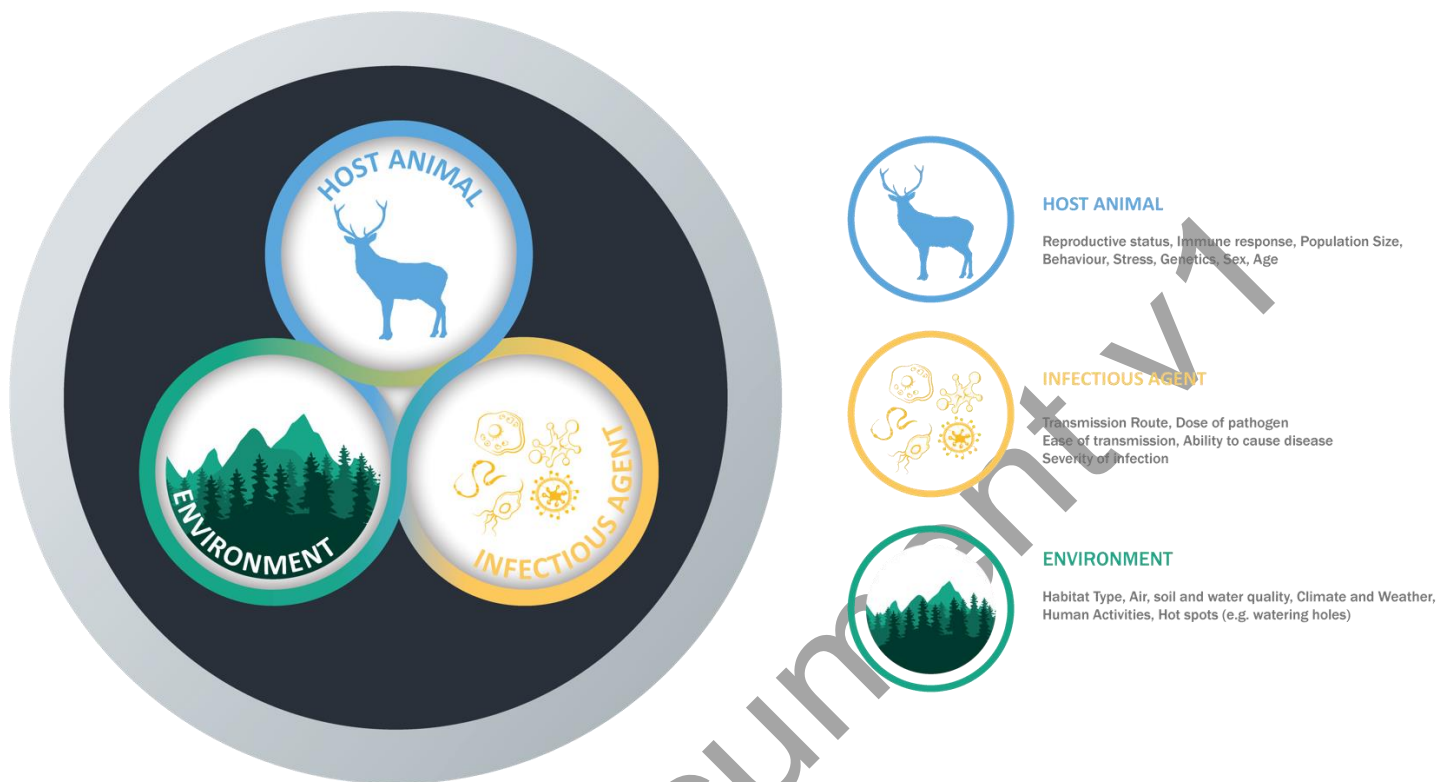 HOST ANIMAL
ENVIRONMENT
INFECTIOUS AGENT
HOST ANIMAL
Reproductive status, Immune response, Population Size,
Behaviour, Stress, Genetics, Sex, Age
INFECTIOUS AGENT
Transmission Route, Dose of pathogen
Ease of transmission, Ability to cause disease
Severity of infection
ENVIRONMENT
Habitat Type, Air, soil and water quality, Climate and Weather,
Human Activities, Hot spots (e.g. watering holes)